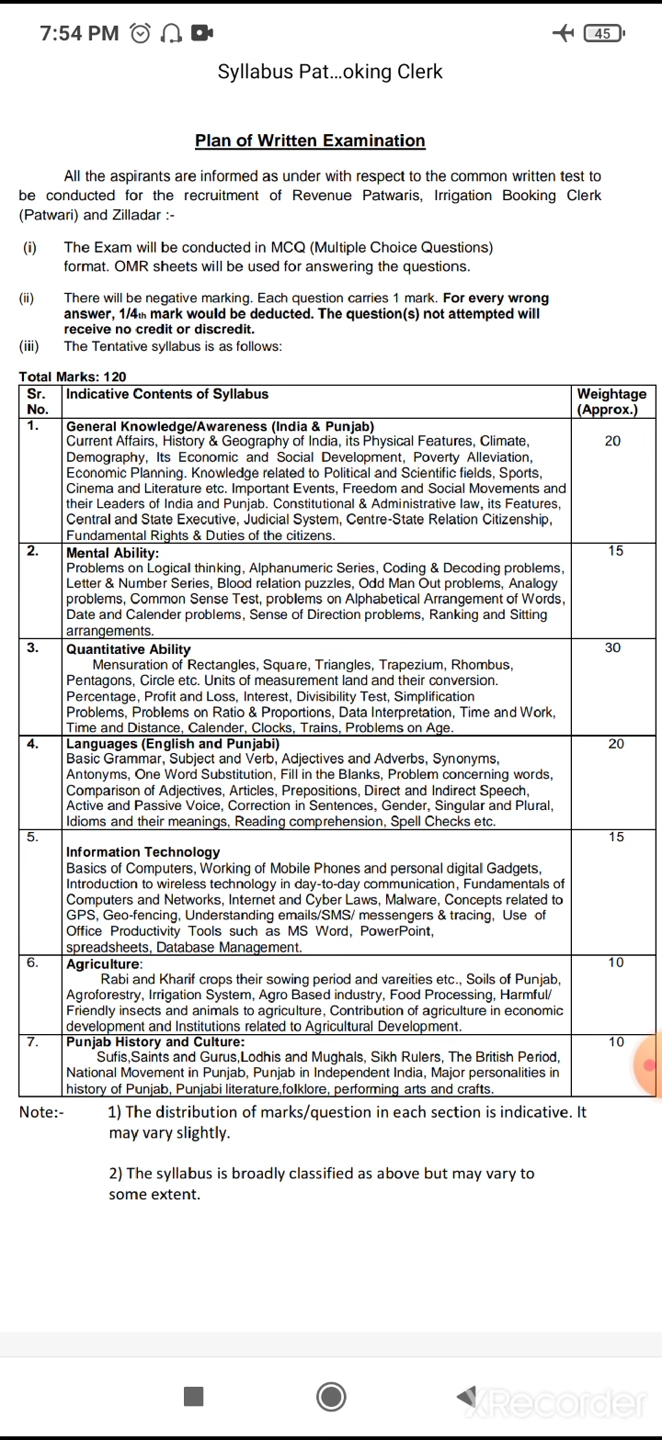 7:54 PM
45
Syllabus Pat...oking Clerk
Plan of Written Examination
All the aspirants are informed as under with respect to the common written test to
be conducted for the recruitment of Revenue Patwaris, Irrigation Booking Clerk
(Patwari) and Zilladar :-
(i) The Exam will be conducted in MCQ (Multiple Choice Questions)
format. OMR sheets will be used for answering the questions.
(ii) There will be negative marking. Each question carries 1 mark. For every wrong
answer, 1/4th mark would be deducted. The question(s) not attempted will
receive no credit or discredit.
(iii) The Tentative syllabus is as follows:
Total Marks: 120
Sr. Indicative Contents of Syllabus Weightage
No. (Approx.)
1. General Knowledge/Awareness (India & Punjab)
Current Affairs, History & Geography of India, its Physical Features, Climate, 20
Demography, Its Economic and Social Development, Poverty Alleviation,
Economic Planning. Knowledge related to Political and Scientific fields, Sports,
Cinema and Literature etc. Important Events, Freedom and Social Movements and
their Leaders of India and Punjab. Constitutional & Administrative law, its Features,
Central and State Executive, Judicial System, Centre-State Relation Citizenship,
Fundamental Rights & Duties of the citizens.
2. Mental Ability: 15
Problems on Logical thinking, Alphanumeric Series, Coding & Decoding problems,
Letter & Number Series, Blood relation puzzles, Odd Man Out problems, Analogy
problems, Common Sense Test, problems on Alphabetical Arrangement of Words,
Date and Calender problems, Sense of Direction problems, Ranking and Sitting
arrangements.
3. Quantitative Ability 30
Mensuration of Rectangles, Square, Triangles, Trapezium, Rhombus,
Pentagons, Circle etc. Units of measurement land and their conversion.
Percentage, Profit and Loss, Interest, Divisibility Test, Simplification
Problems, Problems on Ratio & Proportions, Data Interpretation, Time and Work,
Time and Distance, Calender, Clocks, Trains, Problems on Age.
4. Languages (English and Punjabi) 20
Basic Grammar, Subject and Verb, Adjectives and Adverbs, Synonyms,
Antonyms, One Word Substitution, Fill in the Blanks, Problem concerning words,
Comparison of Adjectives, Articles, Prepositions, Direct and Indirect Speech,
Active and Passive Voice, Correction in Sentences, Gender, Singular and Plural,
Idioms and their meanings, Reading comprehension, Spell Checks etc.
5. 15
Information Technology
Basics of Computers, Working of Mobile Phones and personal digital Gadgets,
Introduction to wireless technology in day-to-day communication, Fundamentals of
Computers and Networks, Internet and Cyber Laws, Malware, Concepts related to
GPS, Geo-fencing, Understanding emails/SMS/ messengers & tracing, Use of
Office Productivity Tools such as MS Word, PowerPoint,
spreadsheets, Database Management.
6. Agriculture: 10
Rabi and Kharif crops their sowing period and vareities etc., Soils of Punjab,
Agroforestry, Irrigation System, Agro Based industry, Food Processing, Harmful/
Friendly insects and animals to agriculture, Contribution of agriculture in economic
development and Institutions related to Agricultural Development.
7. Punjab History and Culture: 10
Sufis,Saints and Gurus,Lodhis and Mughals, Sikh Rulers, The British Period,
National Movement in Punjab, Punjab in Independent India, Major personalities in
history of Punjab, Punjabi literature,folklore, performing arts and crafts.
Note:- 1) The distribution of marks/question in each section is indicative. It
may vary slightly.
2) The syllabus is broadly classified as above but may vary to
some extent.
XRecorder